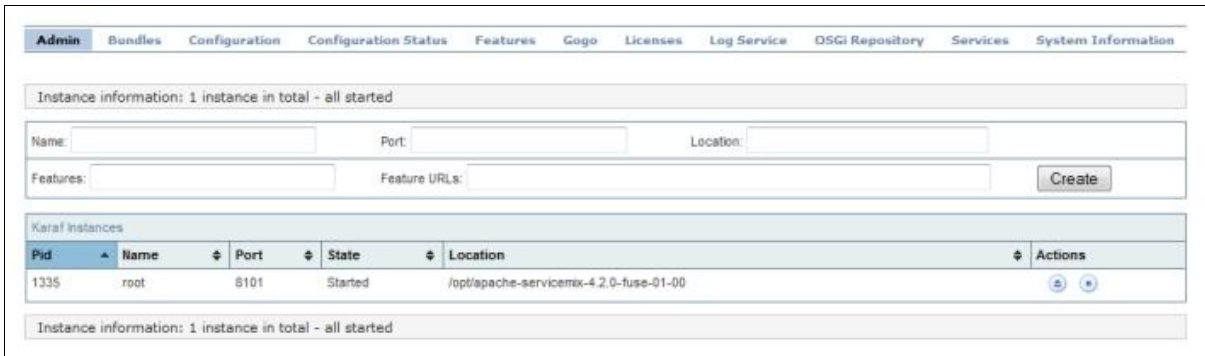 Admin Bundles Configuration Configuration Status Features Gogo Licenses Log Service OSGi Repository Services System Information
Instance information: 1 instance in total - all started
Name: Port: Location:
Features: Feature URLs: Create
Karaf Instances
Pid Name Port State Location Actions
1335 root 8101 Started /opt/apache-servicemix-4.2.0-fuse-01-00
Instance information: 1 instance in total - all started